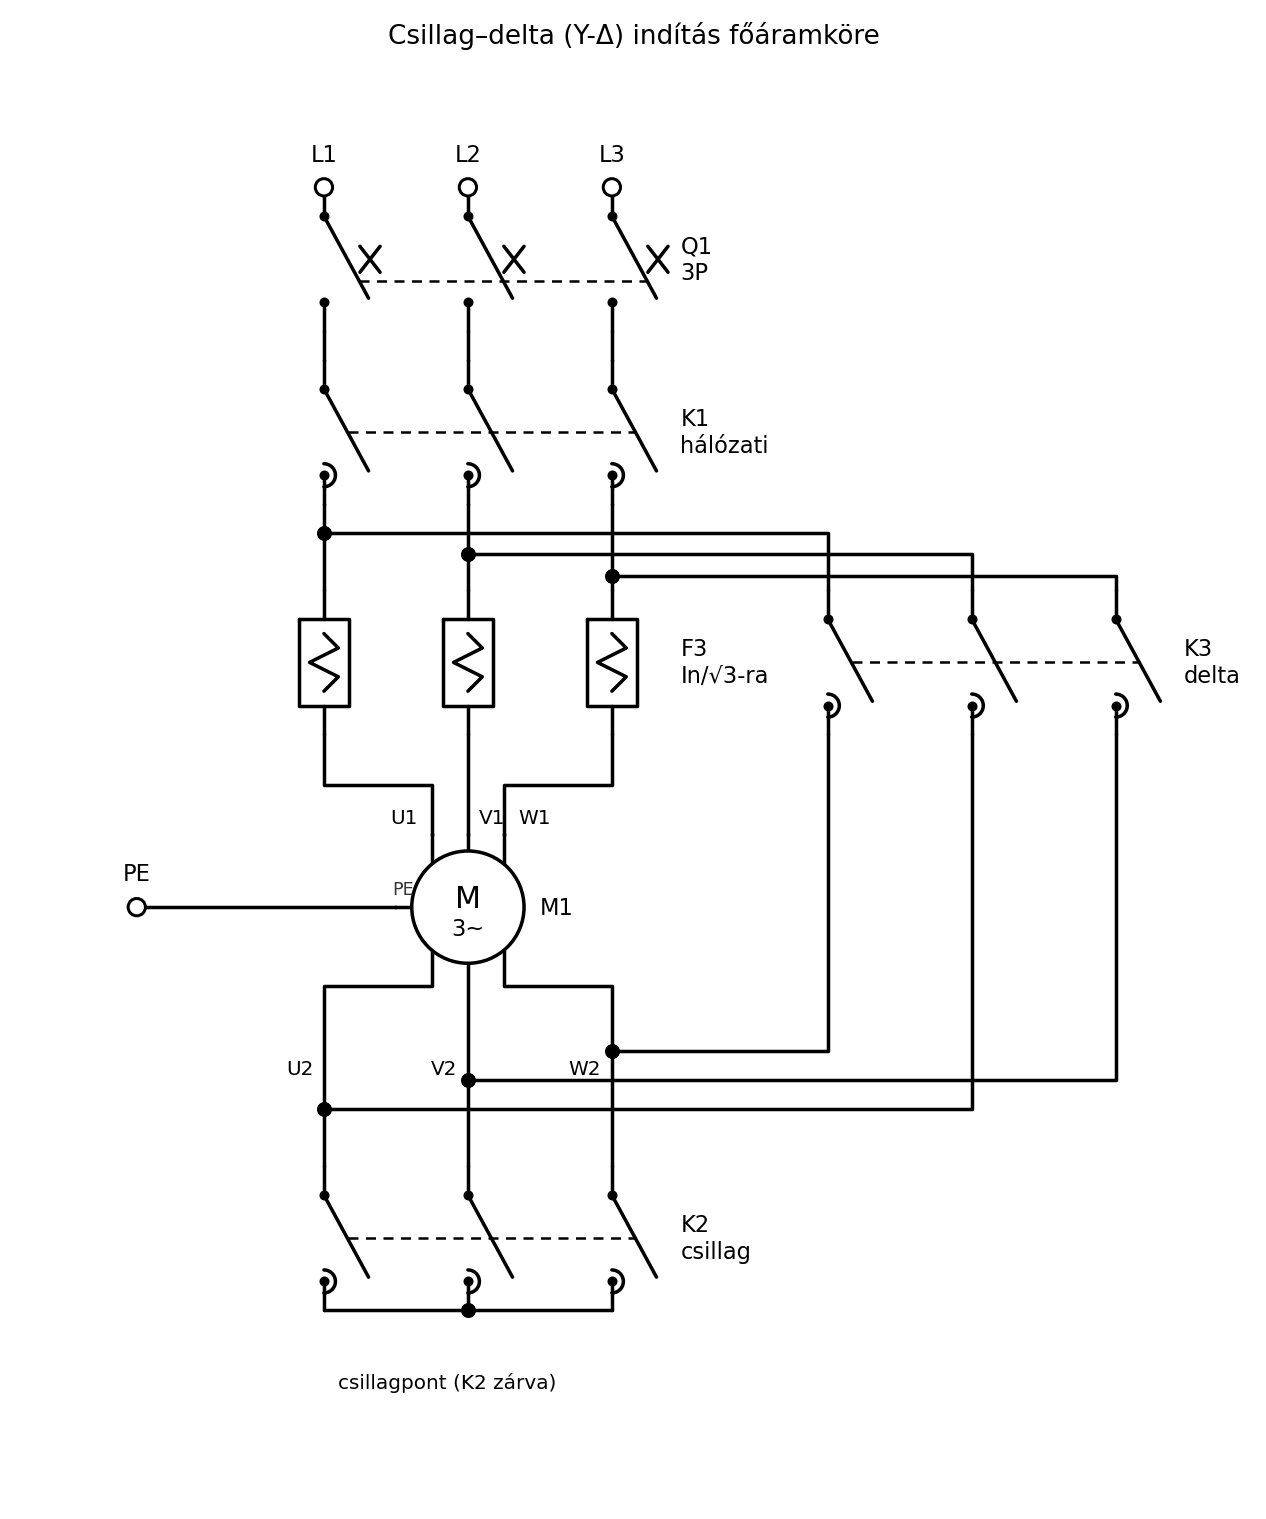 Csillag–delta (Y-Δ) indítás főáramköre
L1
L2
L3
Q1
3P
K1
hálózati
F3
In/√3-ra
K3
delta
U1
V1
W1
PE
PE
M
3~
M1
U2
V2
W2
K2
csillag
csillagpont (K2 zárva)